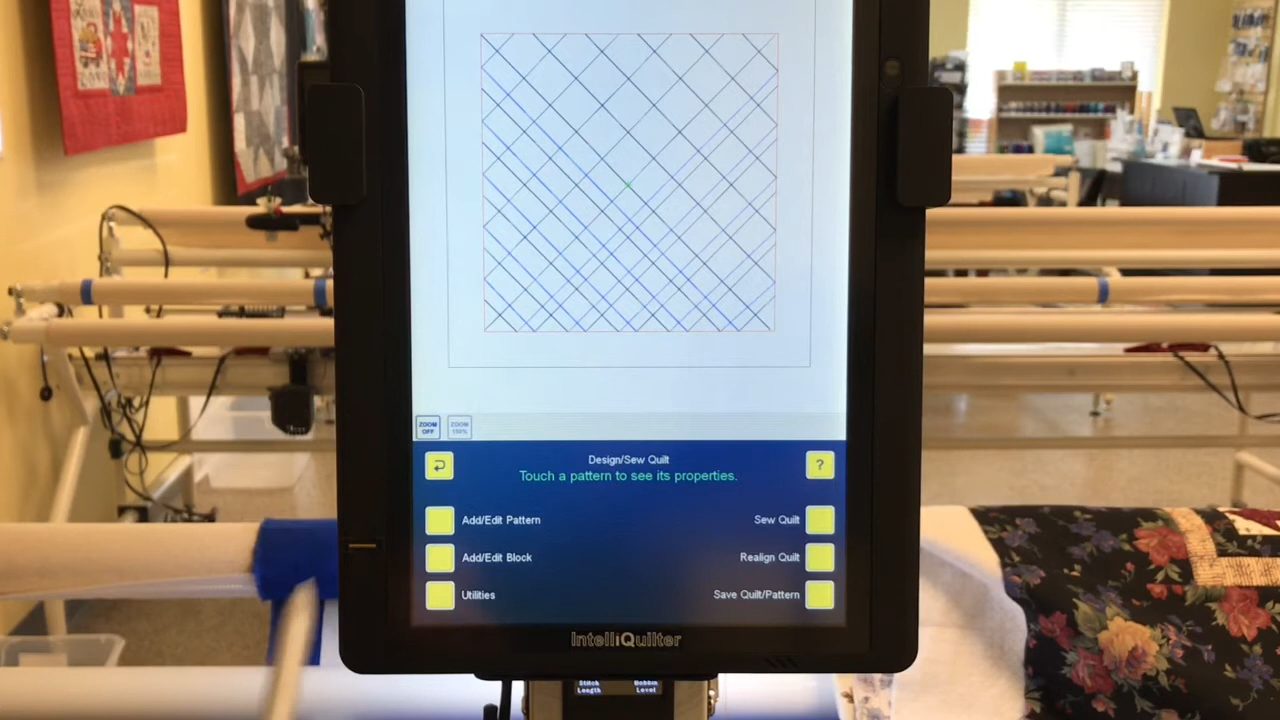 ZOOM
OFF
ZOOM
100%
Design/Sew Quilt
Touch a pattern to see its properties.
?
Add/Edit Pattern
Sew Quilt
Add/Edit Block
Realign Quilt
Utilities
Save Quilt/Pattern
IntelliQuilter
Stitch
Length
Bobbin
Level